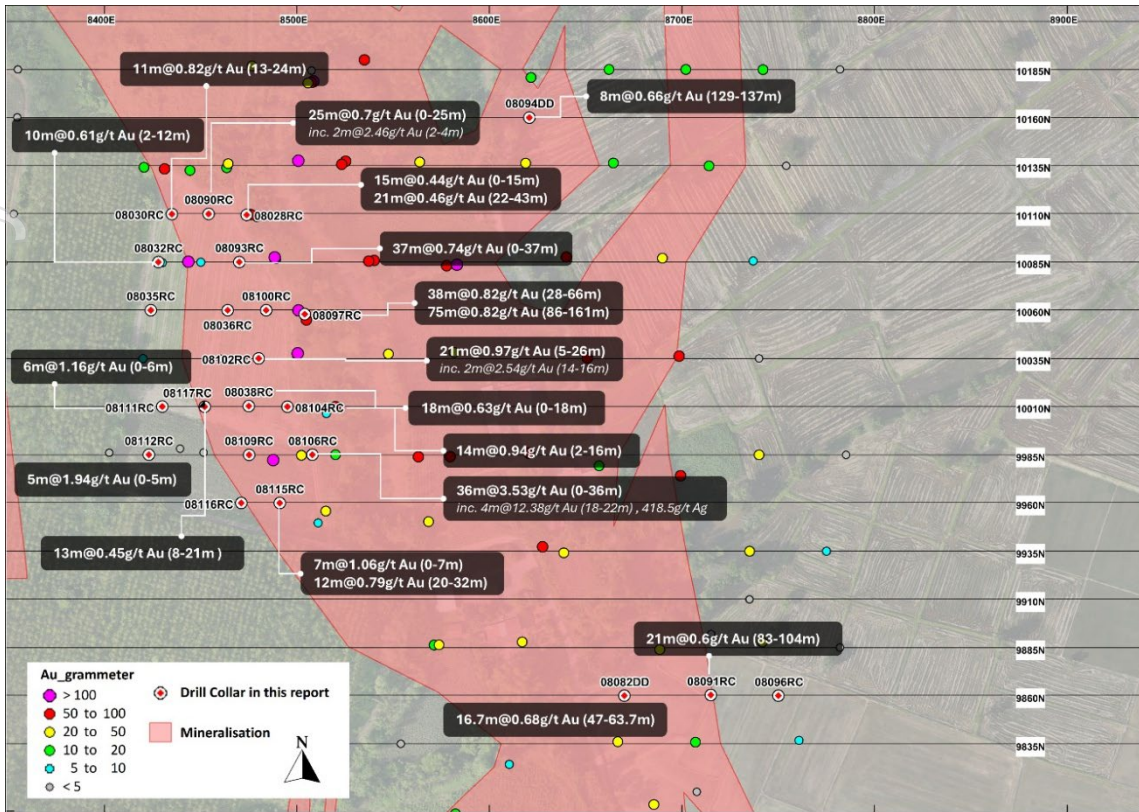 8400E
8500E
8600E
8700E
8800E
8900E
11m@0.82g/t Au (13-24m)
10185N
08094DD
8m@0.66g/t Au (129-137m)
25m@0.7g/t Au (0-25m)
inc. 2m@2.46g/t Au (2-4m)
10160N
10m@0.61g/t Au (2-12m)
10135N
15m@0.44g/t Au (0-15m)
21m@0.46g/t Au (22-43m)
08090RC
08030RC
08028RC
10110N
08032RC
08093RC
37m@0.74g/t Au (0-37m)
10085N
08035RC
08100RC
08036RC
08097RC
38m@0.82g/t Au (28-66m)
75m@0.82g/t Au (86-161m)
10060N
08102RC
21m@0.97g/t Au (5-26m)
inc. 2m@2.54g/t Au (14-16m)
10035N
6m@1.16g/t Au (0-6m)
08117RC
08038RC
08111RC
08104RC
18m@0.63g/t Au (0-18m)
10010N
08112RC
08109RC
08106RC
14m@0.94g/t Au (2-16m)
9985N
5m@1.94g/t Au (0-5m)
08115RC
08116RC
36m@3.53g/t Au (0-36m)
inc. 4m@12.38g/t Au (18-22m) , 418.5g/t Ag
9960N
13m@0.45g/t Au (8-21m )
7m@1.06g/t Au (0-7m)
12m@0.79g/t Au (20-32m)
9935N
9910N
21m@0.6g/t Au (83-104m)
9885N
08082DD
08091RC
08096RC
9860N
16.7m@0.68g/t Au (47-63.7m)
9835N
Au_grammeter
> 100
50 to 100
20 to 50
10 to 20
5 to 10
< 5
Drill Collar in this report
Mineralisation
N